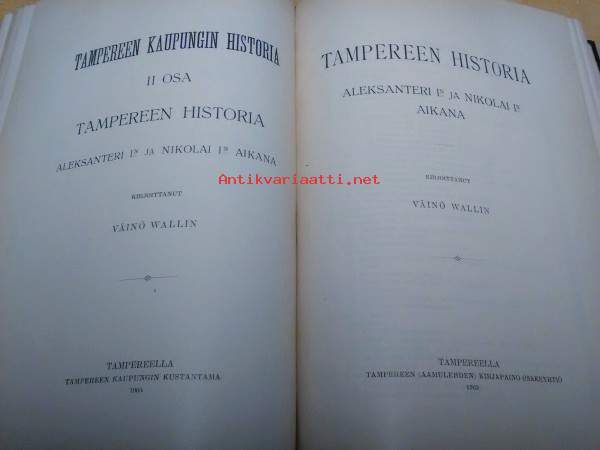 TAMPEREEN KAUPUNGIN HISTORIA
II OSA
TAMPEREEN HISTORIA
ALEKSANTERI I:N JA NIKOLAI I:N AIKANA
KIRJOITTANUT
VÄINÖ WALLIN
TAMPEREELLA
TAMPEREEN KAUPUNGIN KUSTANTAMA
TAMPEREEN HISTORIA
ALEKSANTERI I:N JA NIKOLAI I:N
AIKANA
KIRJOITTANUT
VÄINÖ WALLIN
TAMPEREELLA
TAMPEREEN (AAMULEHDEN) KIRJAPAINO OSAKEYHTIÖ
Antikvariaatti.net